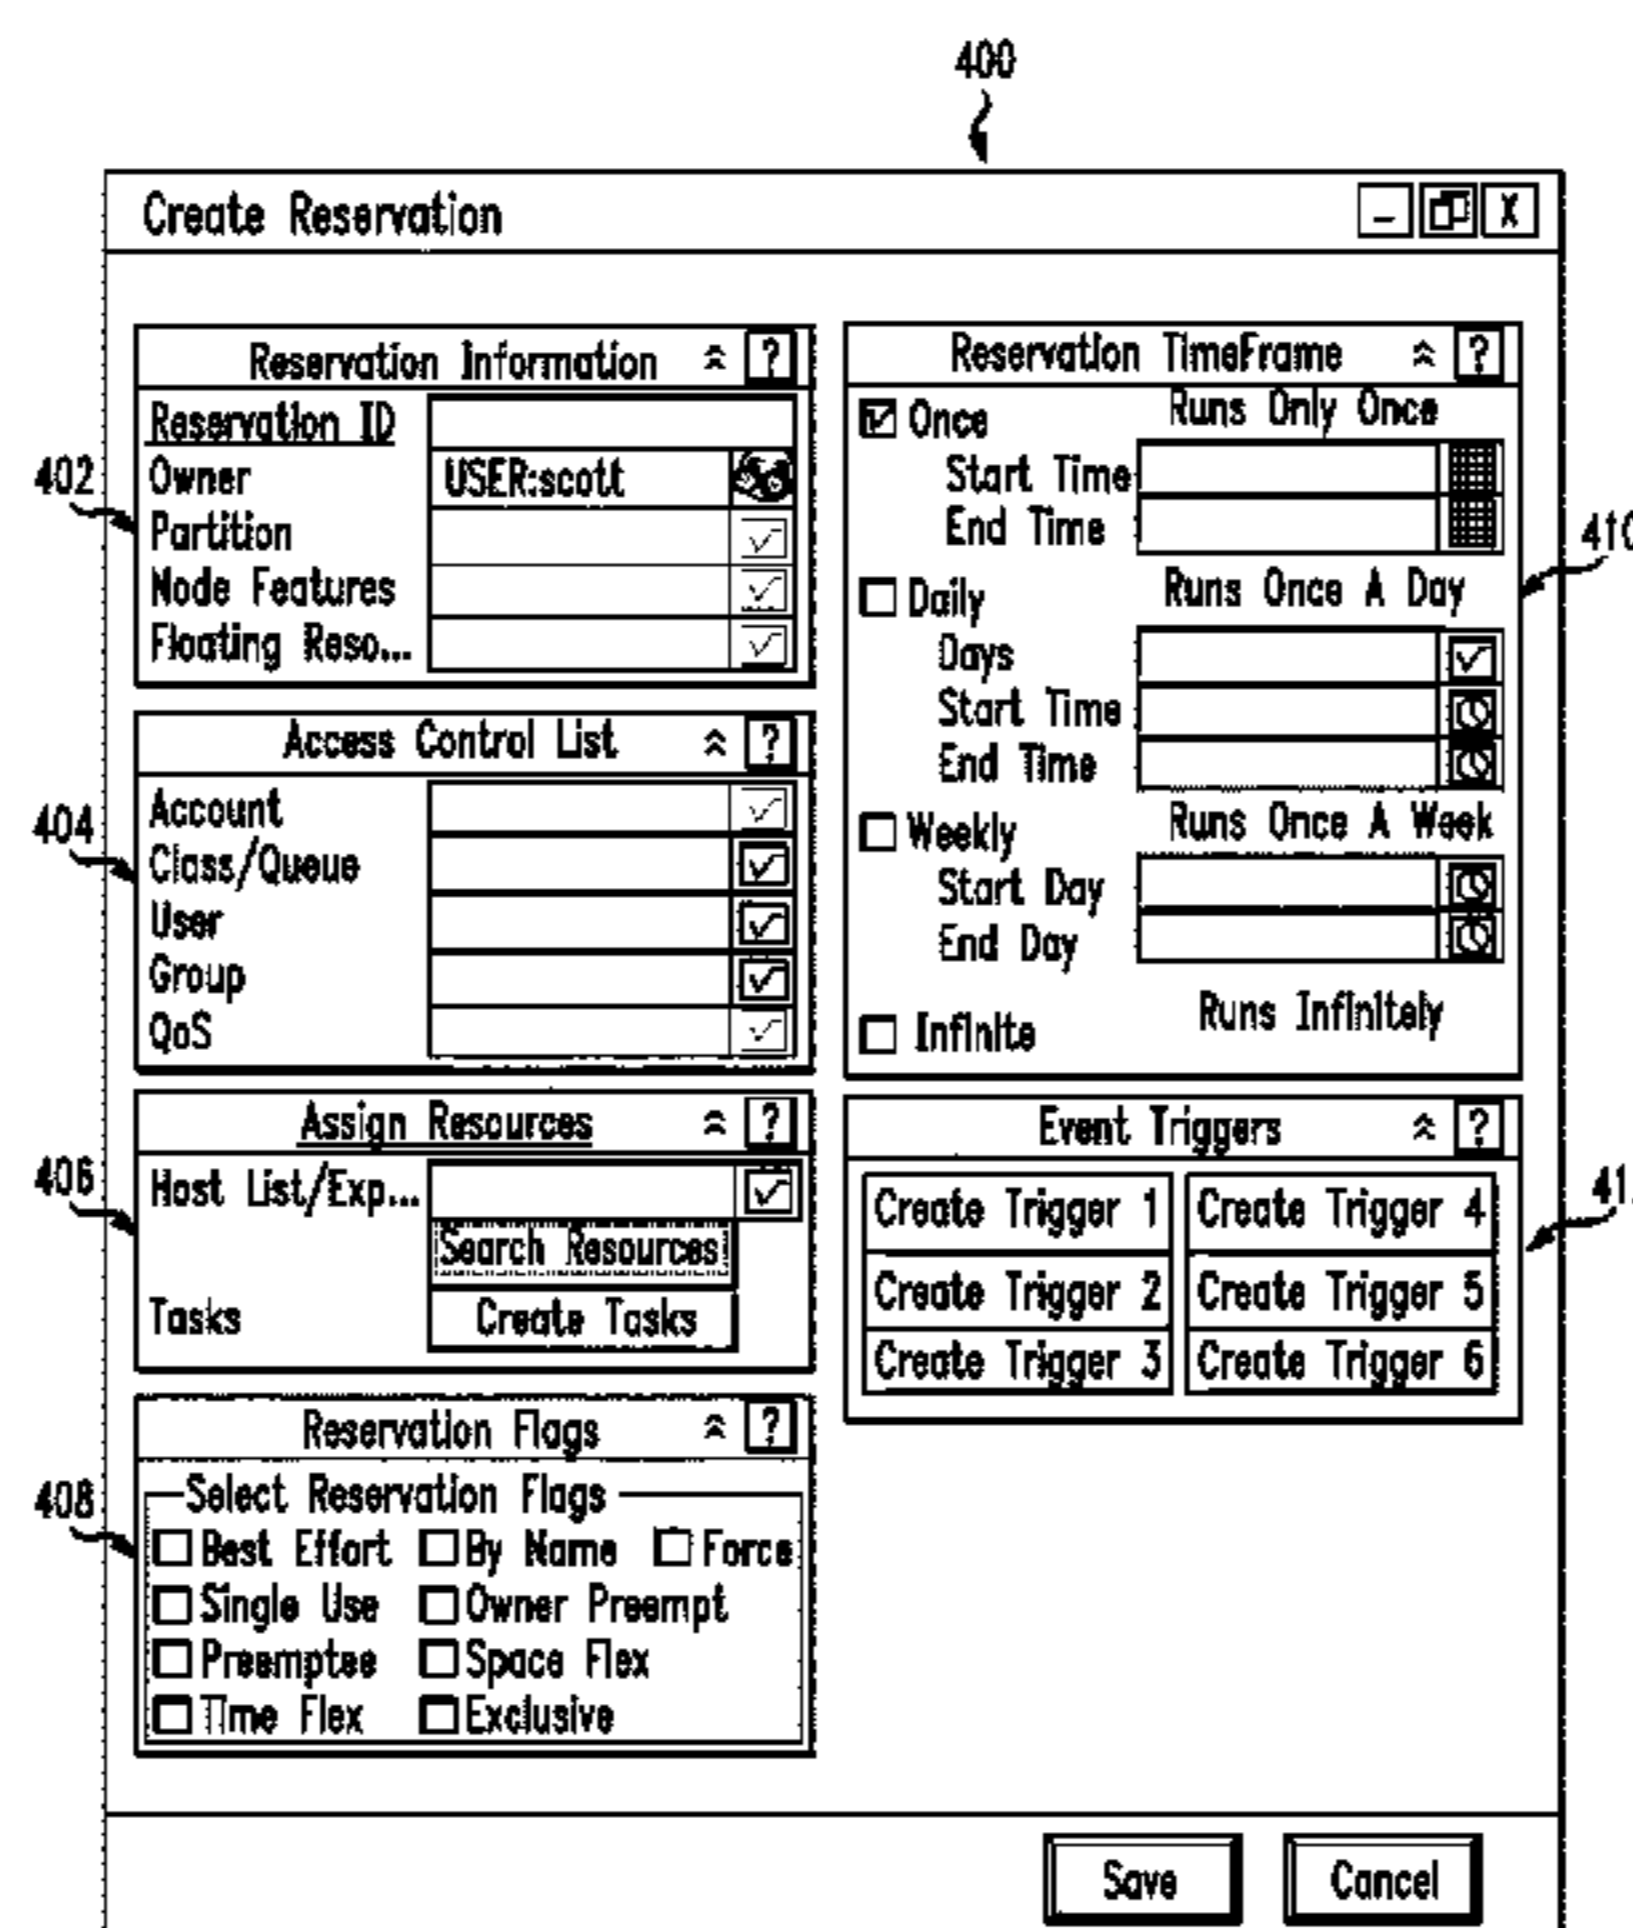 400
Create Reservation
Reservation Information ?
Reservation ID
402
Owner USER:scott
Partition
Node Features
Floating Reso...
Access Control List ?
404
Account
Class/Queue
User
Group
QoS
Assign Resources ?
406
Host List/Exp...
Search Resources
Tasks Create Tasks
Reservation Flags ?
408
Select Reservation Flags
Best Effort By Name Force
Single Use Owner Preempt
Preemptee Space Flex
Time Flex Exclusive
Reservation TimeFrame ?
Once Runs Only Once
Start Time
End Time
410
Daily Runs Once A Day
Days
Start Time
End Time
Weekly Runs Once A Week
Start Day
End Day
Infinite Runs Infinitely
Event Triggers ?
Create Trigger 1 Create Trigger 4
Create Trigger 2 Create Trigger 5
Create Trigger 3 Create Trigger 6
Save Cancel